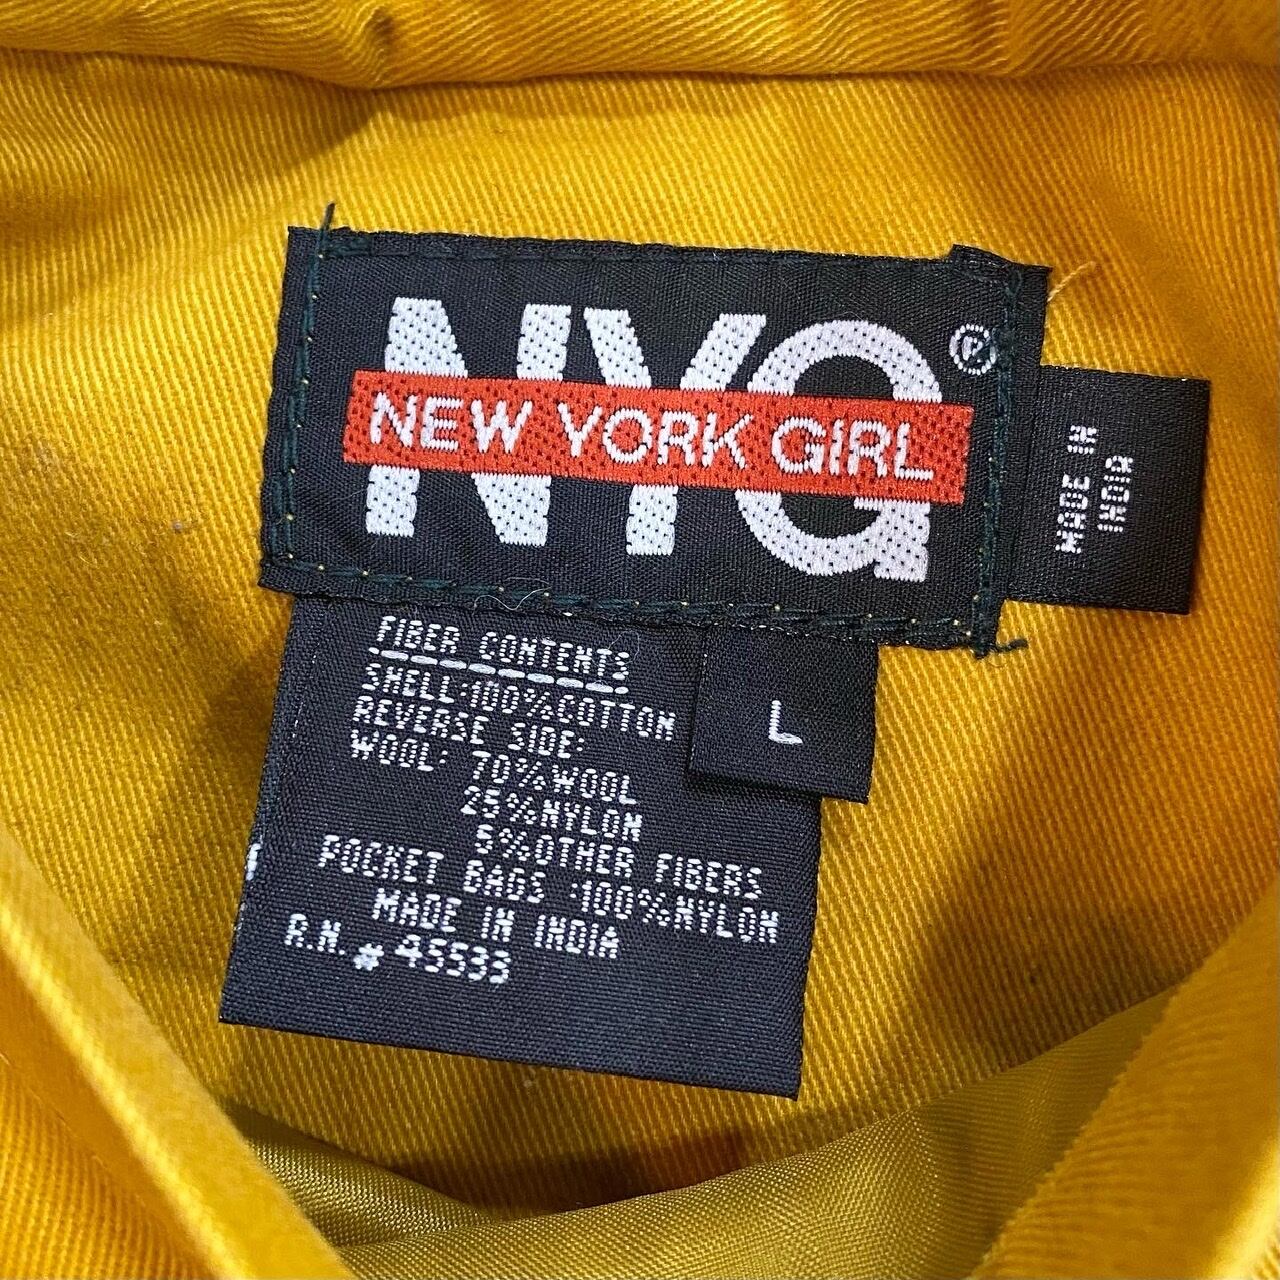 NYG ®
NEW YORK GIRL
MADE IN
INDIA
L
FIBER CONTENTS
SHELL:100%COTTON
REVERSE SIDE:
WOOL: 70%WOOL
25%NYLON
5%OTHER FIBERS
POCKET BAGS :100%NYLON
MADE IN INDIA
R.N.# 45533